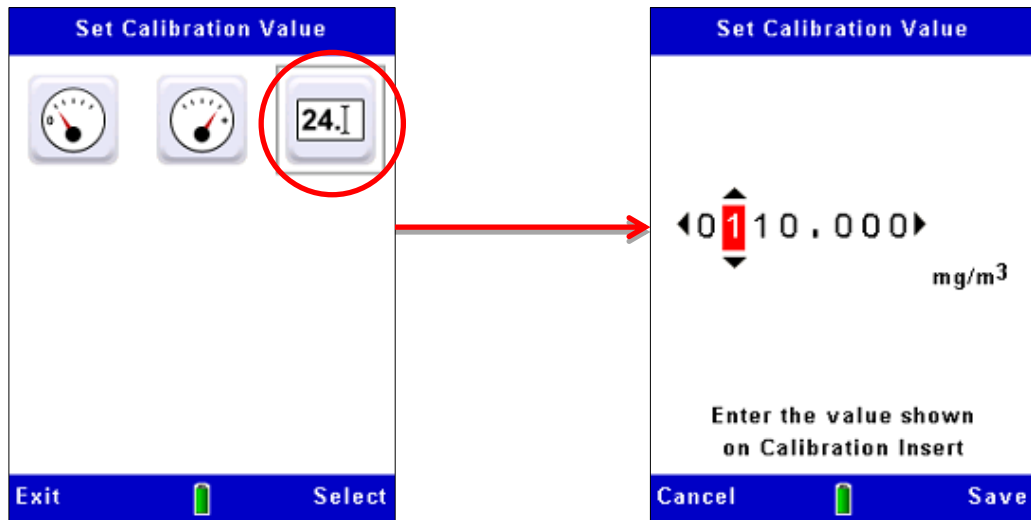 Set Calibration Value
0
+
24.
Exit
Select
Set Calibration Value
0110.000
mg/m³
Enter the value shown
on Calibration Insert
Cancel
Save